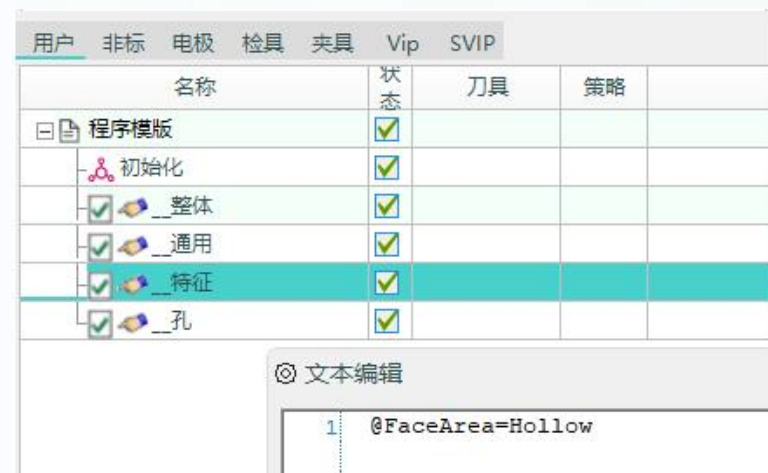 用户 非标 电极 检具 夹具 Vip SVIP
名称 状态 刀具 策略
程序模版
初始化
__整体
__通用
__特征
__孔
文本编辑
1 @FaceArea=Hollow